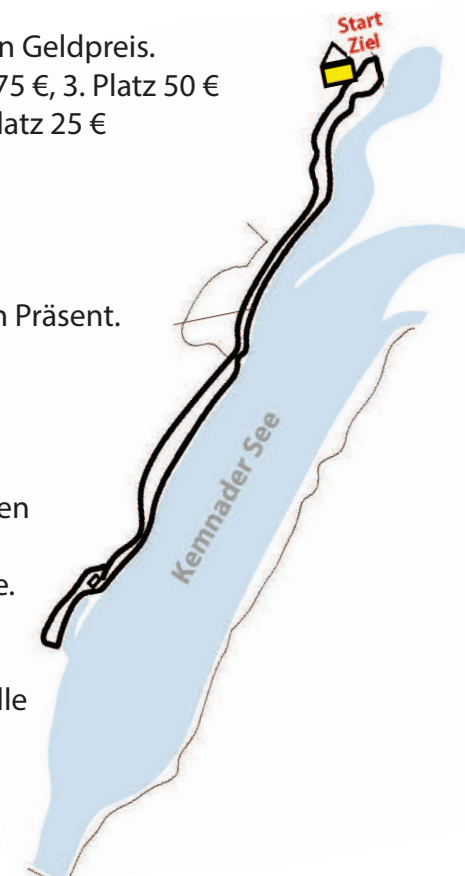 n Geldpreis.
75 €, 3. Platz 50 €
latz 25 €
n Präsent.
en
e.
lle
Start
Ziel
Kemnader See